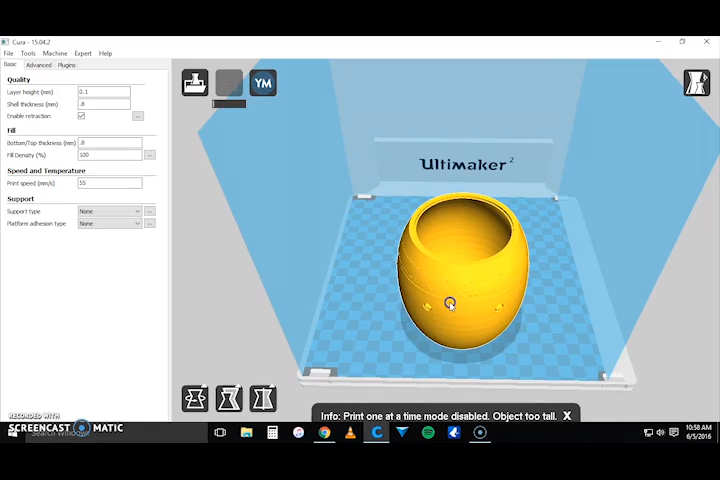 Cura - 15.04.2
File Tools Machine Expert Help
Basic Advanced Plugins
Quality
Layer height (mm) 0.1
Shell thickness (mm) .8
Enable retraction
...
Fill
Bottom/Top thickness (mm) .8
Fill Density (%) 100 ...
Speed and Temperature
Print speed (mm/s) 55
Support
Support type None ...
Platform adhesion type None ...
YM
Ultimaker 2
Info: Print one at a time mode disabled. Object too tall. X
RECORDED WITH
SCREENCAST MATIC
Search Windows
10:58 AM
6/5/2016